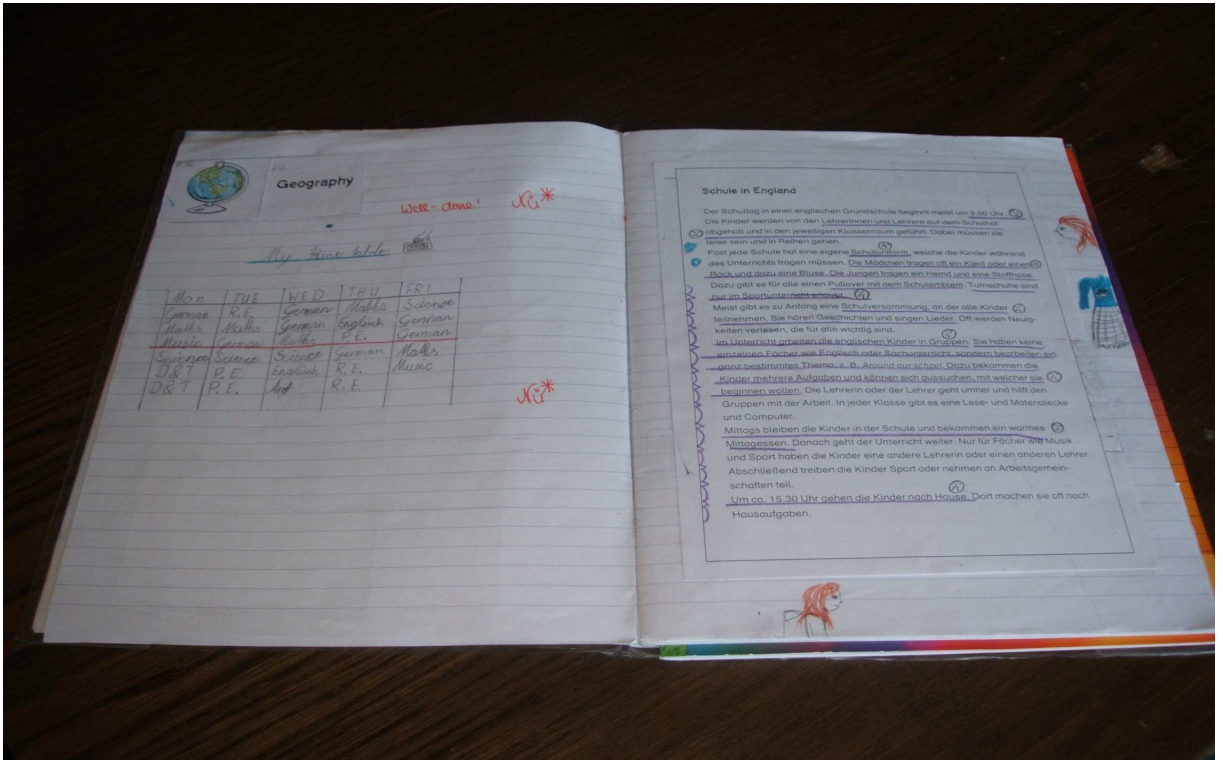 Geography
Well-done!
My time table
Mon TUE THU FRI
German Maths Science
English German
Music German Maths P.E. German
Science Science German Maths
P.E. R.E. Music
P.E. R.E.
Schule in England
Der Schultag in einer englischen Grundschule beginnt meist um 9.00 Uhr.
Die Kinder werden von den Lehrerinnen und Lehrern auf dem Schulhof
abgeholt und in den jeweiligen Klassenraum geführt. Dabei müssen sie
leise sein und in Reihen gehen.
Fast jede Schule hat eine eigene Schuluniform, welche die Kinder während
des Unterrichts tragen müssen. Die Mädchen tragen oft ein Kleid oder einen
Rock und dazu eine Bluse. Die Jungen tragen ein Hemd und eine Stoffhose.
Dazu gibt es für alle einen Pullover mit dem Schulemblem. Turnschuhe sind
nur im Sportunterricht erlaubt.
Meist gibt es zu Anfang eine Schulversammlung, an der alle Kinder
teilnehmen. Sie hören Geschichten und singen Lieder. Oft werden Neuig-
keiten verlesen, die für alle wichtig sind.
Im Unterricht arbeiten die englischen Kinder in Gruppen. Sie haben keine
einzelnen Fächer wie Englisch oder Sachunterricht, sondern bearbeiten ein
ganz bestimmtes Thema, z. B. Around our school. Dazu bekommen die
Kinder mehrere Aufgaben und können sich aussuchen, mit welcher sie
beginnen wollen. Die Lehrerin oder der Lehrer geht umher und hilft den
Gruppen mit der Arbeit. In jeder Klasse gibt es eine Lese- und Materialecke
und Computer.
Mittags bleiben die Kinder in der Schule und bekommen ein warmes
Mittagessen. Danach geht der Unterricht weiter. Nur für Fächer wie Musik
und Sport haben die Kinder eine andere Lehrerin oder einen anderen Lehrer.
Abschließend treiben die Kinder Sport oder nehmen an Arbeitsgemein-
schaften teil.
Um ca. 15.30 Uhr gehen die Kinder nach Hause. Dort machen sie oft noch
Hausaufgaben.